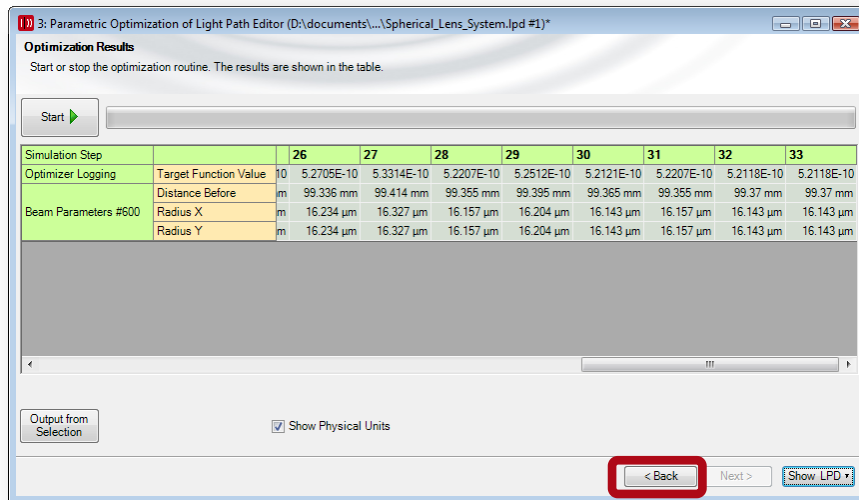 3: Parametric Optimization of Light Path Editor (D:\documents\...\Spherical_Lens_System.lpd #1)*
Optimization Results
Start or stop the optimization routine. The results are shown in the table.
Start
Simulation Step 26 27 28 29 30 31 32 33
Optimizer Logging Target Function Value 10 5.2705E-10 5.3314E-10 5.2207E-10 5.2512E-10 5.2121E-10 5.2207E-10 5.2118E-10 5.2118E-10
Distance Before m 99.336 mm 99.414 mm 99.355 mm 99.395 mm 99.365 mm 99.355 mm 99.37 mm 99.37 mm
Beam Parameters #600 Radius X m 16.234 µm 16.327 µm 16.157 µm 16.204 µm 16.143 µm 16.157 µm 16.143 µm 16.143 µm
Radius Y m 16.234 µm 16.327 µm 16.157 µm 16.204 µm 16.143 µm 16.157 µm 16.143 µm 16.143 µm
Output from
Selection
Show Physical Units
< Back Next > Show LPD